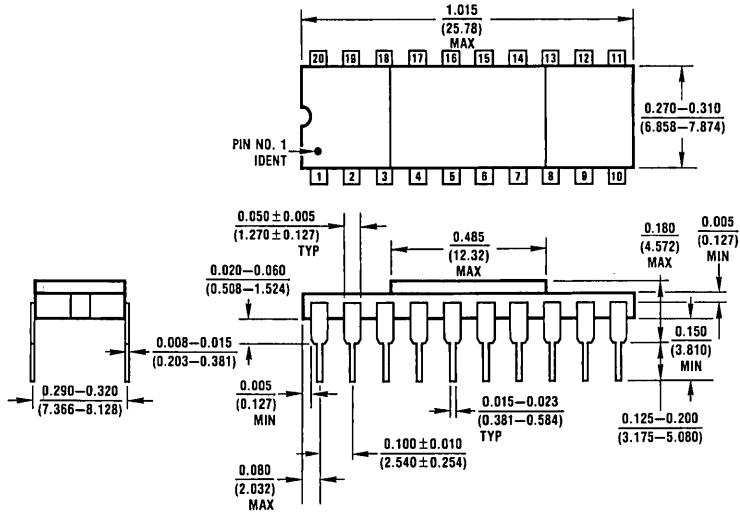 1.015
(25.78)
MAX
20 19 18 17 16 15 14 13 12 11
0.270–0.310
(6.858–7.874)
PIN NO. 1
IDENT
1 2 3 4 5 6 7 8 9 10
0.050 ± 0.005
(1.270 ± 0.127)
TYP
0.485
(12.32)
MAX
0.180
(4.572)
MAX
0.005
(0.127)
MIN
0.020–0.060
(0.508–1.524)
0.008–0.015
(0.203–0.381)
0.150
(3.810)
MIN
0.290–0.320
(7.366–8.128)
0.005
(0.127)
MIN
0.015–0.023
(0.381–0.584)
TYP
0.125–0.200
(3.175–5.080)
0.100 ± 0.010
(2.540 ± 0.254)
0.080
(2.032)
MAX